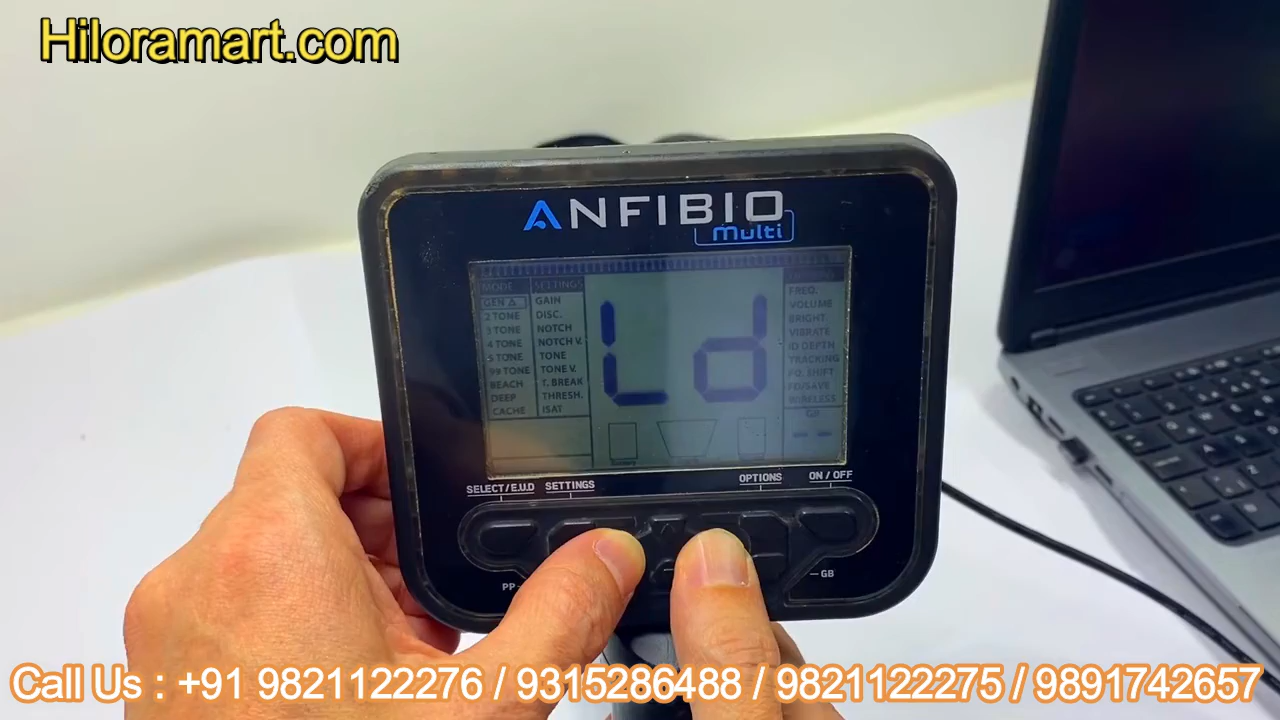 Hiloramart.com
ANFIBIO
multi
MODE SETTINGS
GEN GAIN FREQ.
2 TONE DISC. VOLUME
3 TONE NOTCH BRIGHT.
4 TONE NOTCH V. VIBRATE
5 TONE TONE ID DEPTH
99 TONE TONE V. TRACKING
BEACH T. BREAK FQ. SHIFT
DEEP THRESH. FD/SAVE
CACHE ISAT WIRELESS
Ld
GB
--
Battery
SELECT/E.U.D SETTINGS OPTIONS ON / OFF
PP
GB
Call Us : +91 9821122276 / 9315286488 / 9821122275 / 9891742657